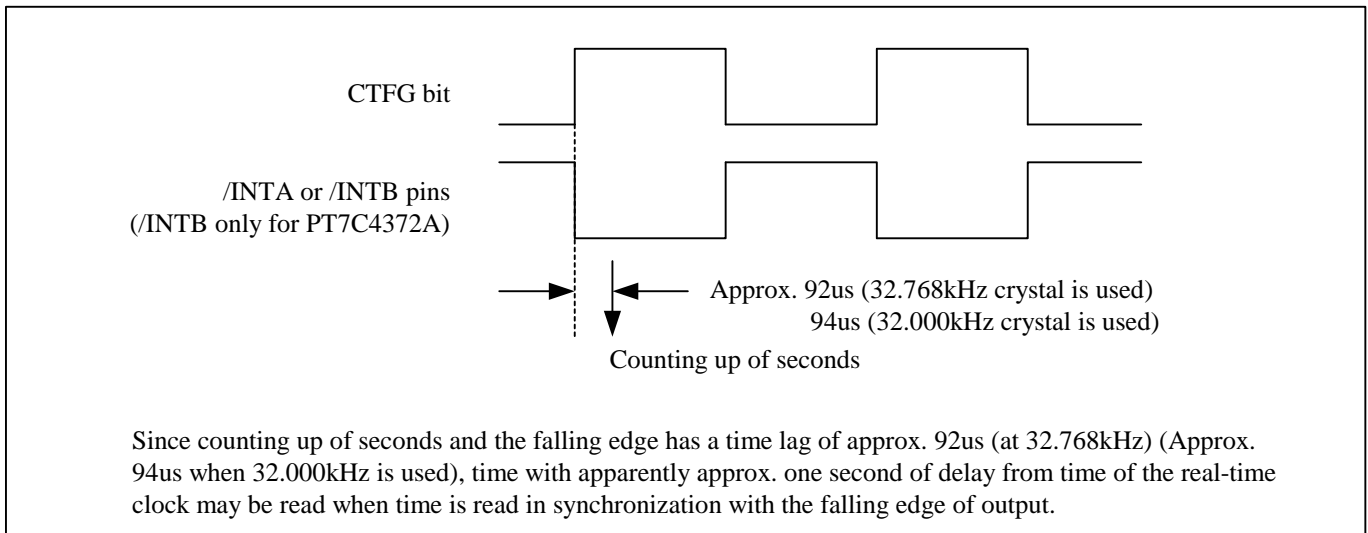 CTFG bit
/INTA or /INTB pins
(/INTB only for PT7C4372A)
Approx. 92us (32.768kHz crystal is used)
94us (32.000kHz crystal is used)
Counting up of seconds
Since counting up of seconds and the falling edge has a time lag of approx. 92us (at 32.768kHz) (Approx.
94us when 32.000kHz is used), time with apparently approx. one second of delay from time of the real-time
clock may be read when time is read in synchronization with the falling edge of output.